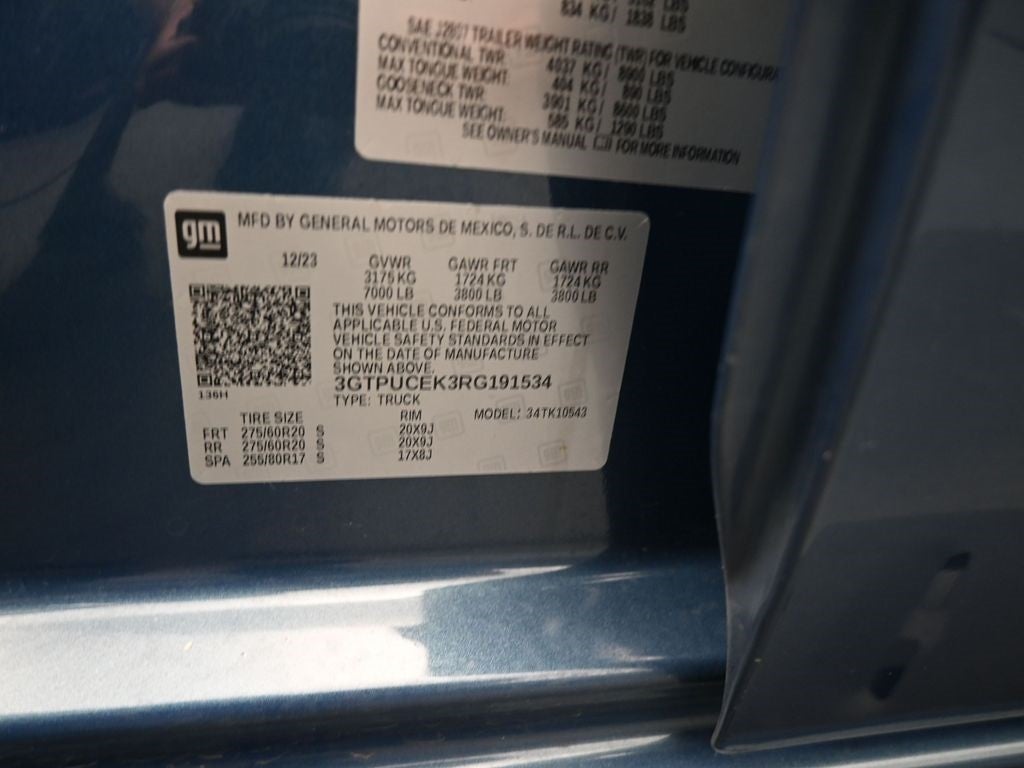 834 KG / 1838 LBS
SAE J2807 TRAILER WEIGHT RATING (TWR) FOR VEHICLE CONFIGURA
CONVENTIONAL TWR: 4037 KG / 8900 LBS
MAX TONGUE WEIGHT: 404 KG / 890 LBS
GOOSENECK TWR: 3901 KG / 8600 LBS
MAX TONGUE WEIGHT: 585 KG / 1290 LBS
SEE OWNER'S MANUAL FOR MORE INFORMATION
gm
MFD BY GENERAL MOTORS DE MEXICO, S. DE R.L. DE C.V.
12/23 GVWR GAWR FRT GAWR RR
3175 KG 1724 KG 1724 KG
7000 LB 3800 LB 3800 LB
THIS VEHICLE CONFORMS TO ALL
APPLICABLE U.S. FEDERAL MOTOR
VEHICLE SAFETY STANDARDS IN EFFECT
ON THE DATE OF MANUFACTURE
SHOWN ABOVE.
3GTPUCEK3RG191534
136H
TYPE: TRUCK
TIRE SIZE RIM MODEL: 34TK10543
FRT 275/60R20 S 20X9J
RR 275/60R20 S 20X9J
SPA 255/80R17 S 17X8J